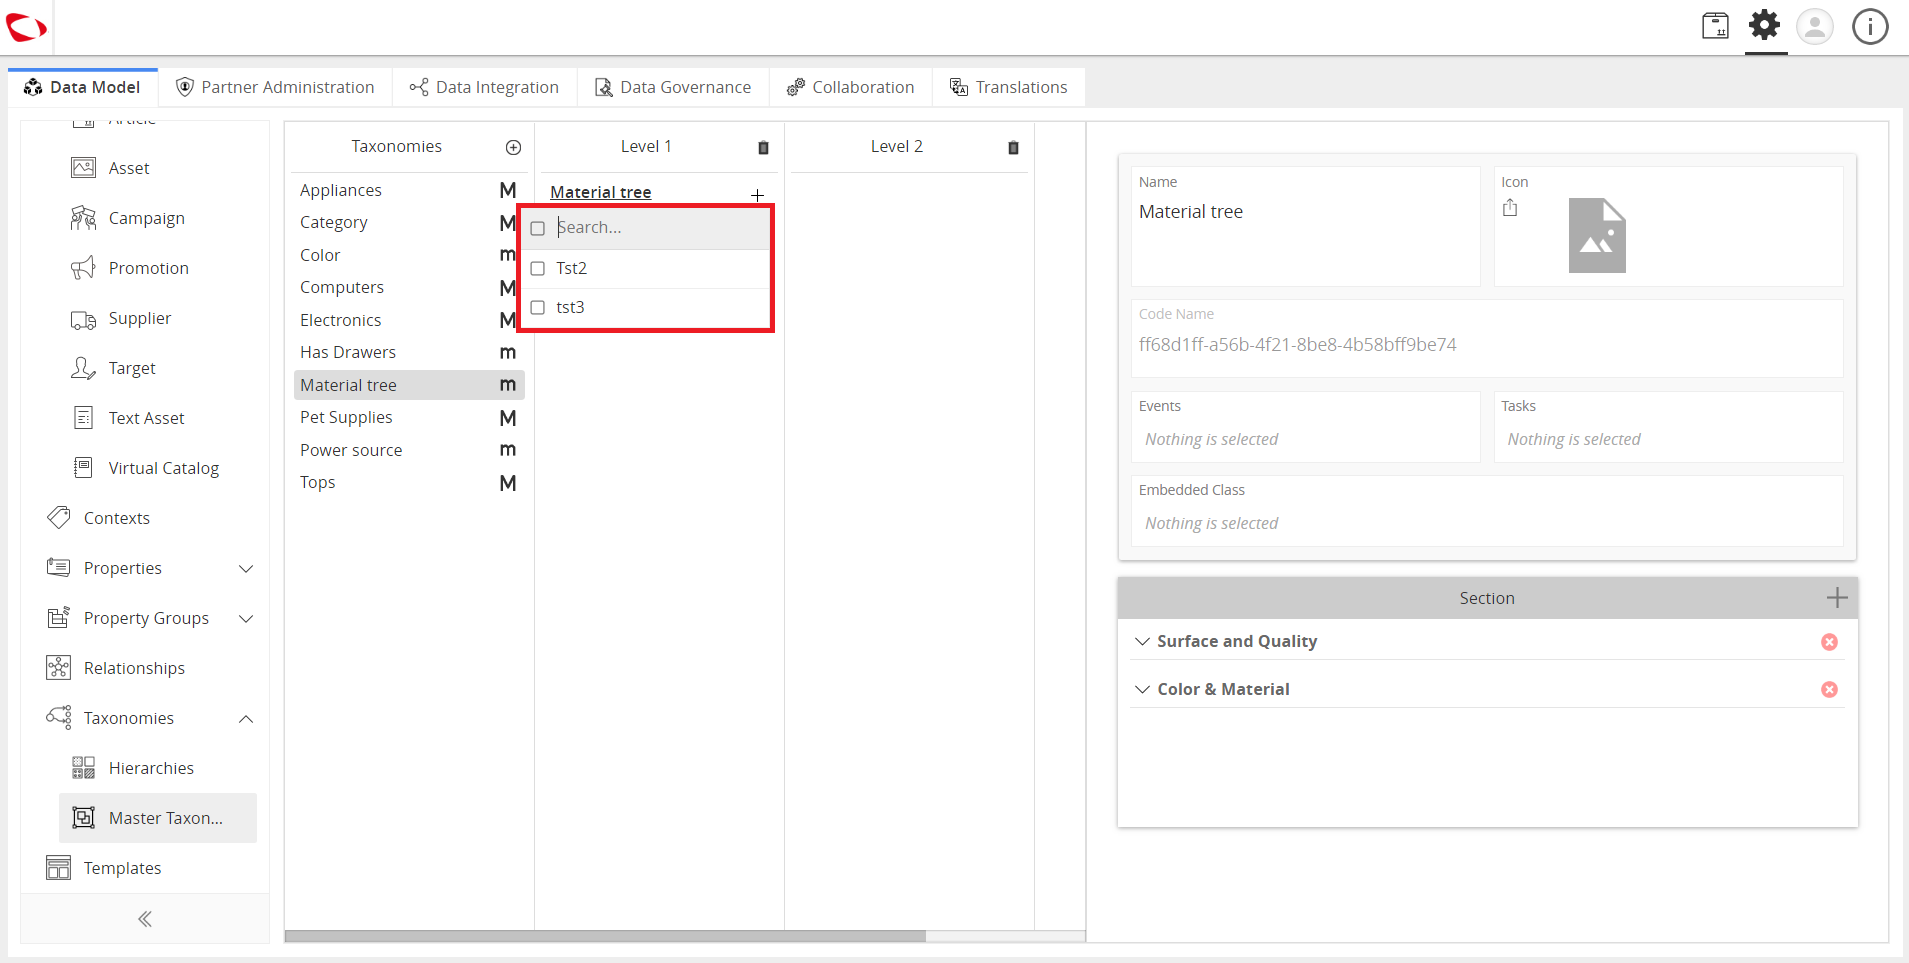 Data Model
Partner Administration
Data Integration
Data Governance
Collaboration
Translations
Article
Asset
Campaign
Promotion
Supplier
Target
Text Asset
Virtual Catalog
Contexts
Properties
Property Groups
Relationships
Taxonomies
Hierarchies
Master Taxon...
Templates
Taxonomies
Appliances M
Category M
Color m
Computers M
Electronics M
Has Drawers m
Material tree m
Pet Supplies M
Power source m
Tops M
Level 1
Material tree
Search...
Tst2
tst3
Level 2
Name
Material tree
Icon
Code Name
ff68d1ff-a56b-4f21-8be8-4b58bff9be74
Events
Nothing is selected
Tasks
Nothing is selected
Embedded Class
Nothing is selected
Section
Surface and Quality
Color & Material